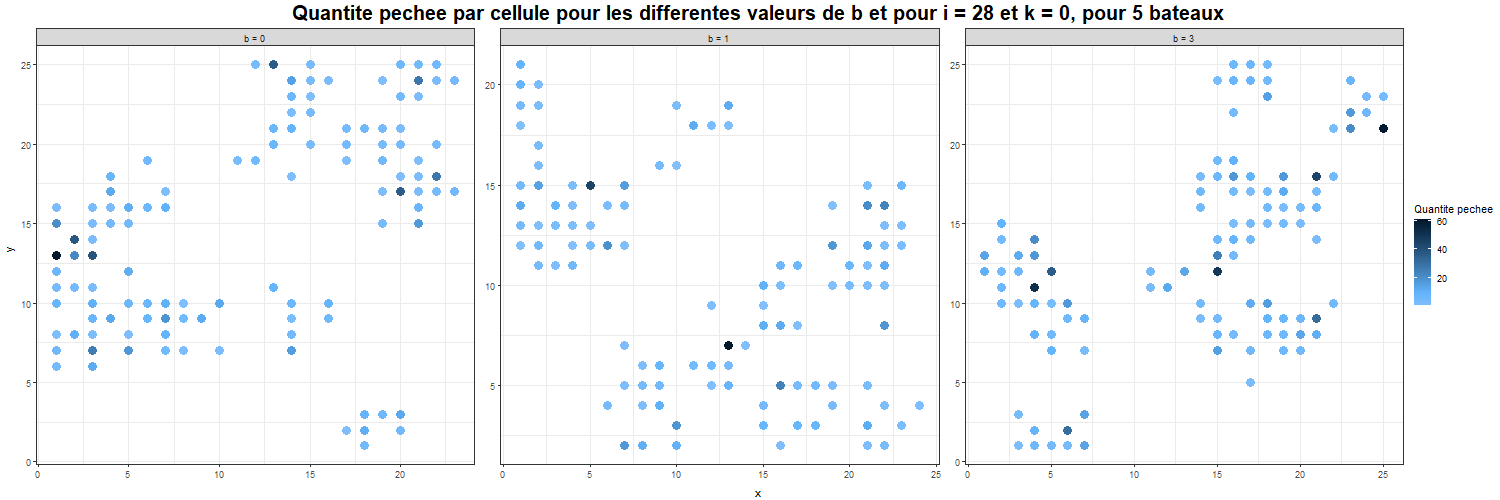 Quantite pechee par cellule pour les differentes valeurs de b et pour i = 28 et k = 0, pour 5 bateaux
b = 0
b = 1
b = 3
y
25
20
15
10
5
0
0 5 10 15 20
20
15
10
5
0 5 10 15 20 25
25
20
15
10
5
0
0 5 10 15 20 25
x
Quantite pechee
60
40
20